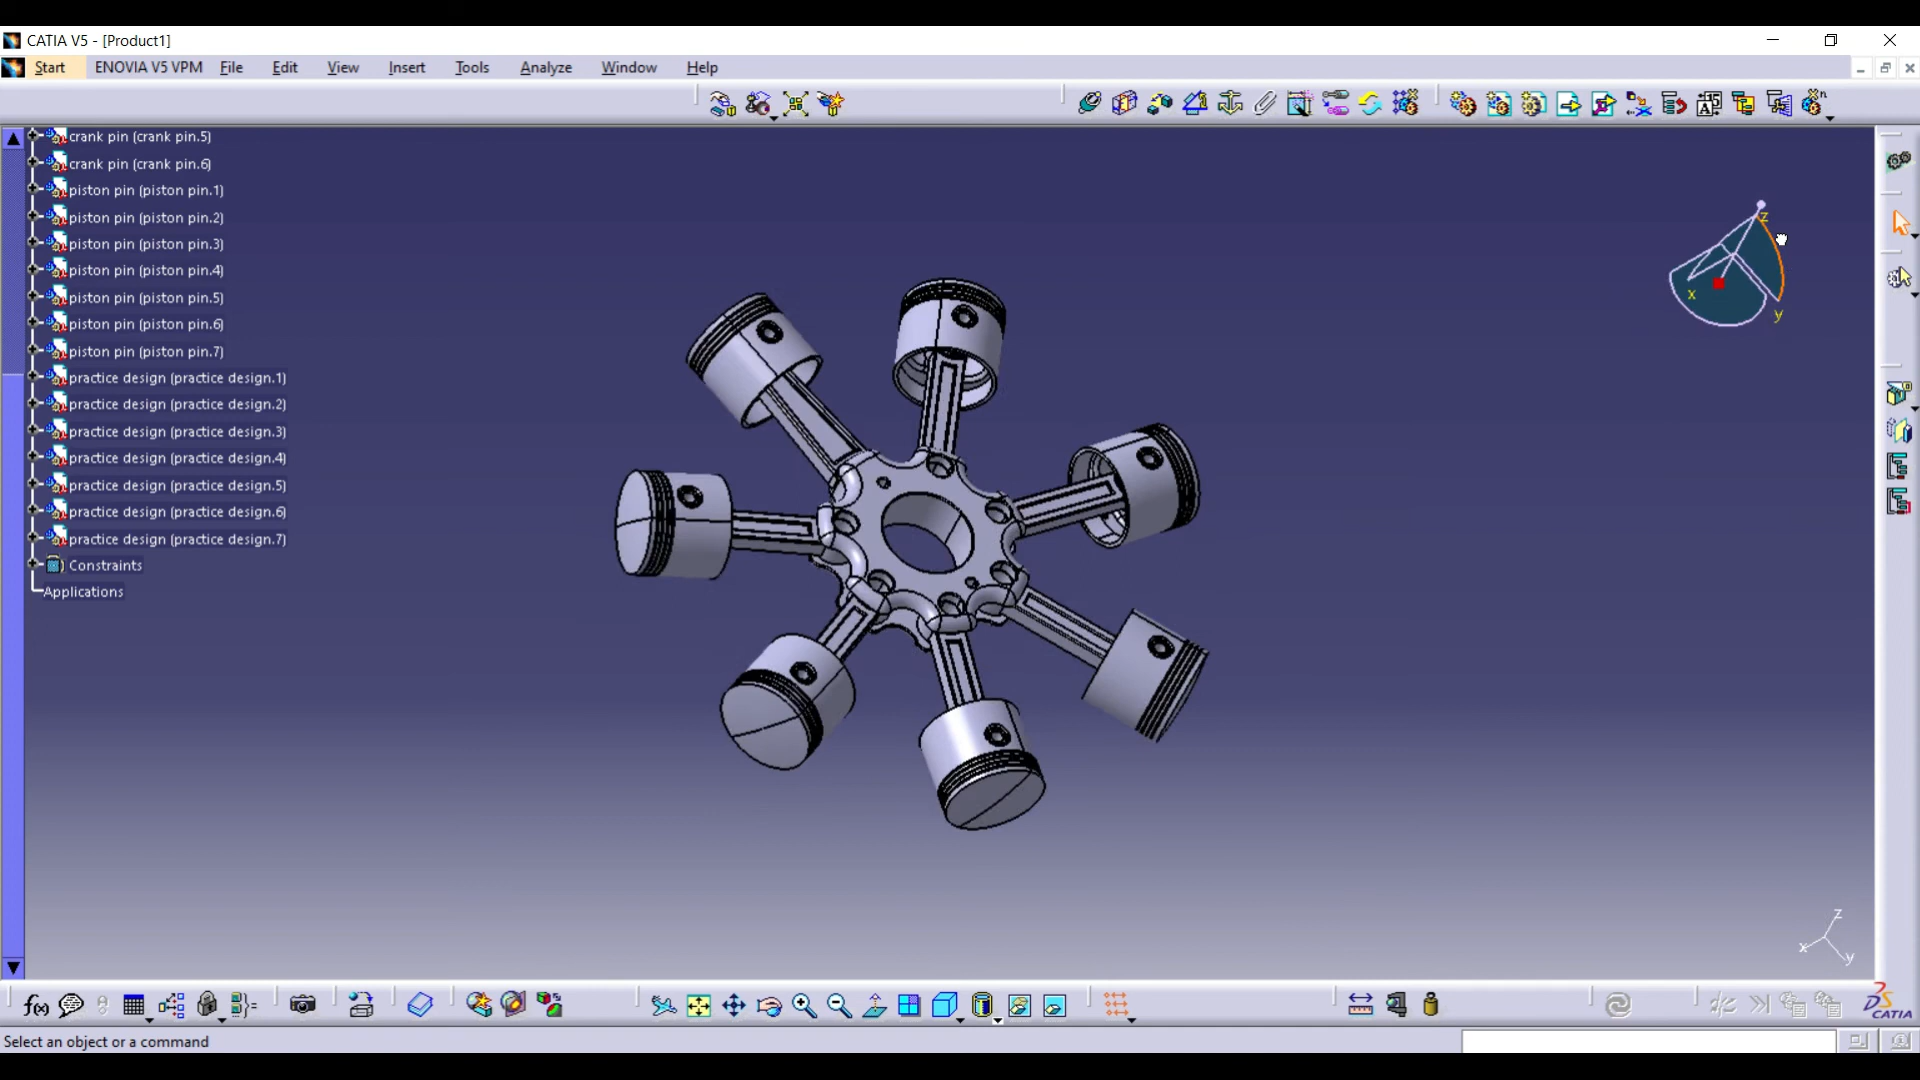 CATIA V5 - [Product1]
Start ENOVIA V5 VPM File Edit View Insert Tools Analyze Window Help
crank pin (crank pin.5)
crank pin (crank pin.6)
piston pin (piston pin.1)
piston pin (piston pin.2)
piston pin (piston pin.3)
piston pin (piston pin.4)
piston pin (piston pin.5)
piston pin (piston pin.6)
piston pin (piston pin.7)
practice design (practice design.1)
practice design (practice design.2)
practice design (practice design.3)
practice design (practice design.4)
practice design (practice design.5)
practice design (practice design.6)
practice design (practice design.7)
Constraints
Applications
z
x
y
z
x
y
f(x)
CATIA
Select an object or a command